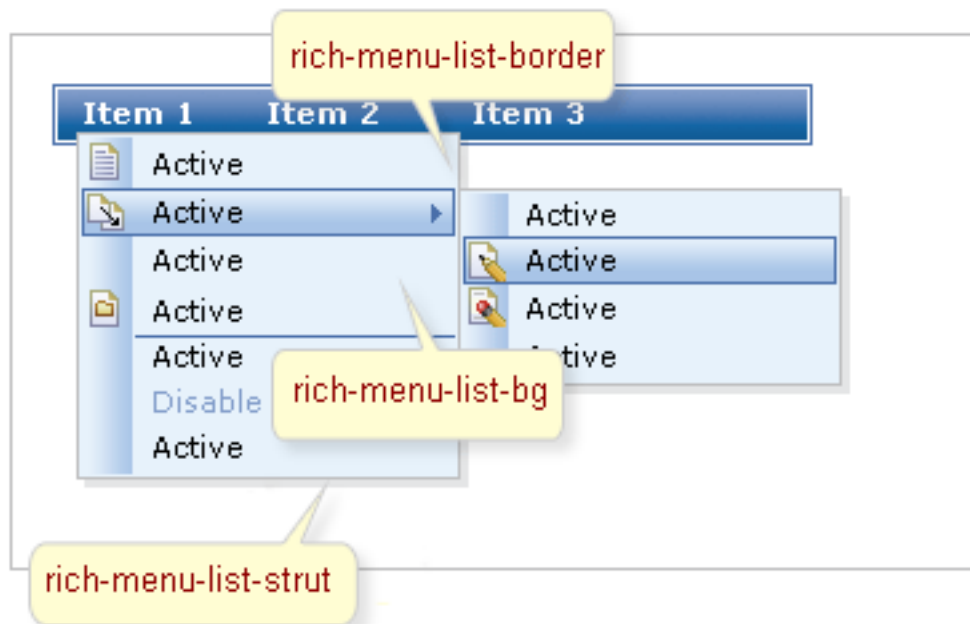 rich-menu-list-border
Item 1 Item 2 Item 3
Active
Active
Active
Active
Active
Disable
Active
Active
Active
Active
tive
rich-menu-list-bg
rich-menu-list-strut